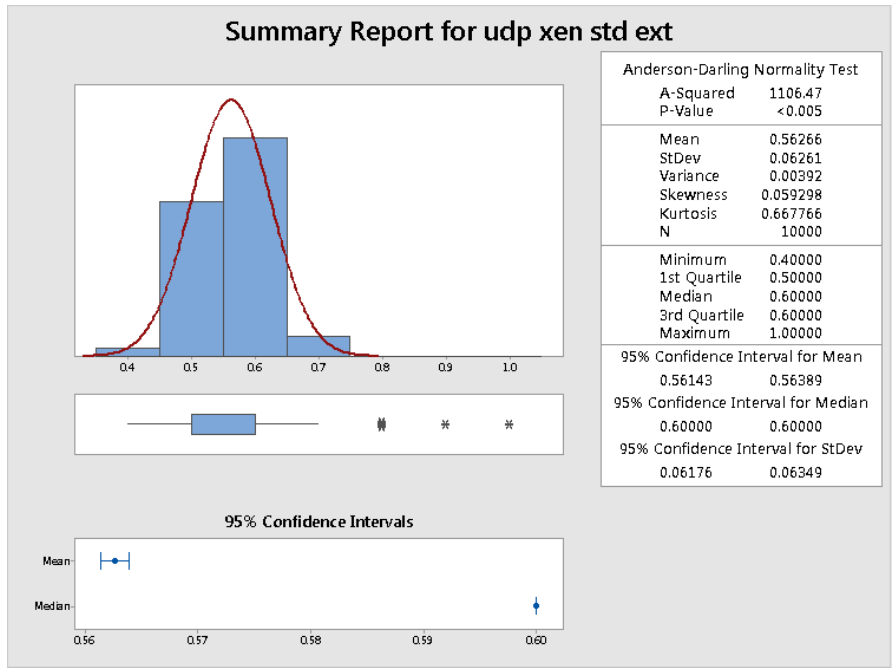 Summary Report for udp xen std ext
0.4 0.5 0.6 0.7 0.8 0.9 1.0
95% Confidence Intervals
Mean
Median
0.56 0.57 0.58 0.59 0.60
Anderson-Darling Normality Test
A-Squared 1106.47
P-Value <0.005
Mean 0.56266
StDev 0.06261
Variance 0.00392
Skewness 0.059298
Kurtosis 0.667766
N 10000
Minimum 0.40000
1st Quartile 0.50000
Median 0.60000
3rd Quartile 0.60000
Maximum 1.00000
95% Confidence Interval for Mean
0.56143 0.56389
95% Confidence Interval for Median
0.60000 0.60000
95% Confidence Interval for StDev
0.06176 0.06349